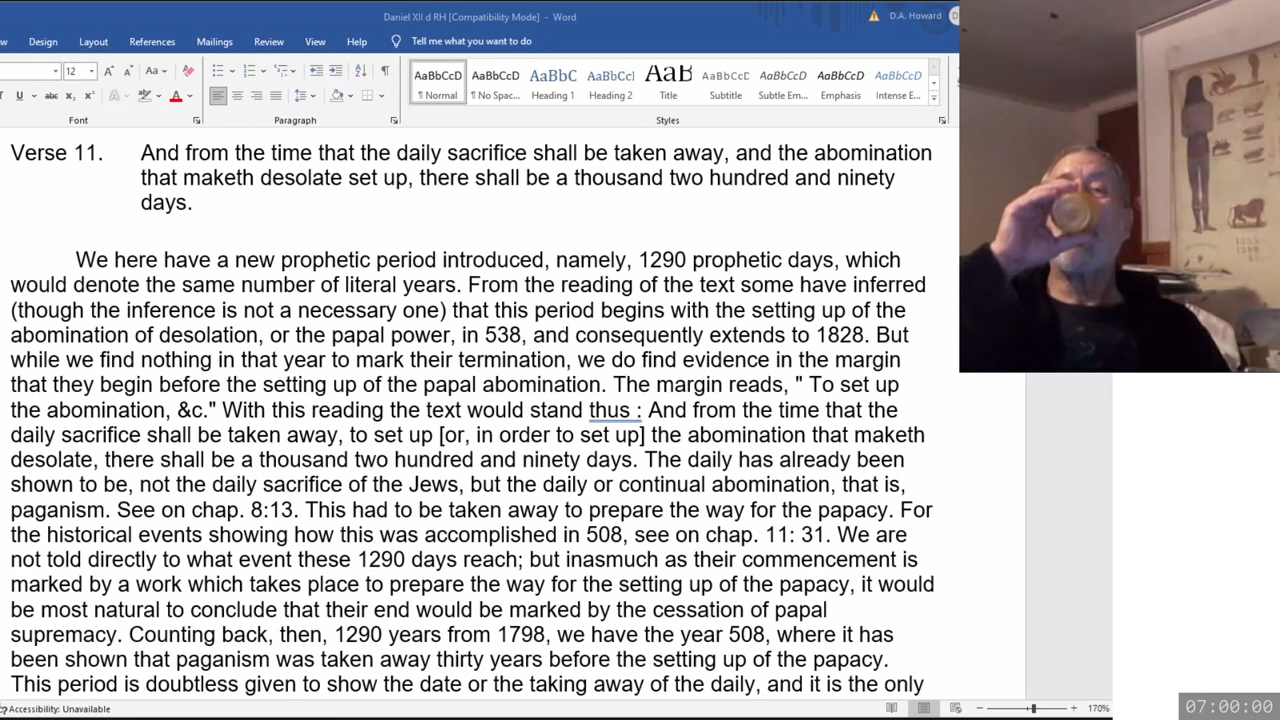 Daniel XII d RH [Compatibility Mode] - Word
D.A. Howard
Design Layout References Mailings Review View Help Tell me what you want to do
12
Aa
AaBbCcD AaBbCcD AaBbC AaBbCcI AaB AaBbCcD AaBbCcD AaBbCcD AaBbCcD
¶ Normal ¶ No Spac... Heading 1 Heading 2 Title Subtitle Subtle Em... Emphasis Intense E...
Font Paragraph Styles
Verse 11. And from the time that the daily sacrifice shall be taken away, and the abomination
that maketh desolate set up, there shall be a thousand two hundred and ninety
days.
We here have a new prophetic period introduced, namely, 1290 prophetic days, which
would denote the same number of literal years. From the reading of the text some have inferred
(though the inference is not a necessary one) that this period begins with the setting up of the
abomination of desolation, or the papal power, in 538, and consequently extends to 1828. But
while we find nothing in that year to mark their termination, we do find evidence in the margin
that they begin before the setting up of the papal abomination. The margin reads, " To set up
the abomination, &c." With this reading the text would stand thus : And from the time that the
daily sacrifice shall be taken away, to set up [or, in order to set up] the abomination that maketh
desolate, there shall be a thousand two hundred and ninety days. The daily has already been
shown to be, not the daily sacrifice of the Jews, but the daily or continual abomination, that is,
paganism. See on chap. 8:13. This had to be taken away to prepare the way for the papacy. For
the historical events showing how this was accomplished in 508, see on chap. 11: 31. We are
not told directly to what event these 1290 days reach; but inasmuch as their commencement is
marked by a work which takes place to prepare the way for the setting up of the papacy, it would
be most natural to conclude that their end would be marked by the cessation of papal
supremacy. Counting back, then, 1290 years from 1798, we have the year 508, where it has
been shown that paganism was taken away thirty years before the setting up of the papacy.
This period is doubtless given to show the date or the taking away of the daily, and it is the only
Accessibility: Unavailable
170%
07:00:00